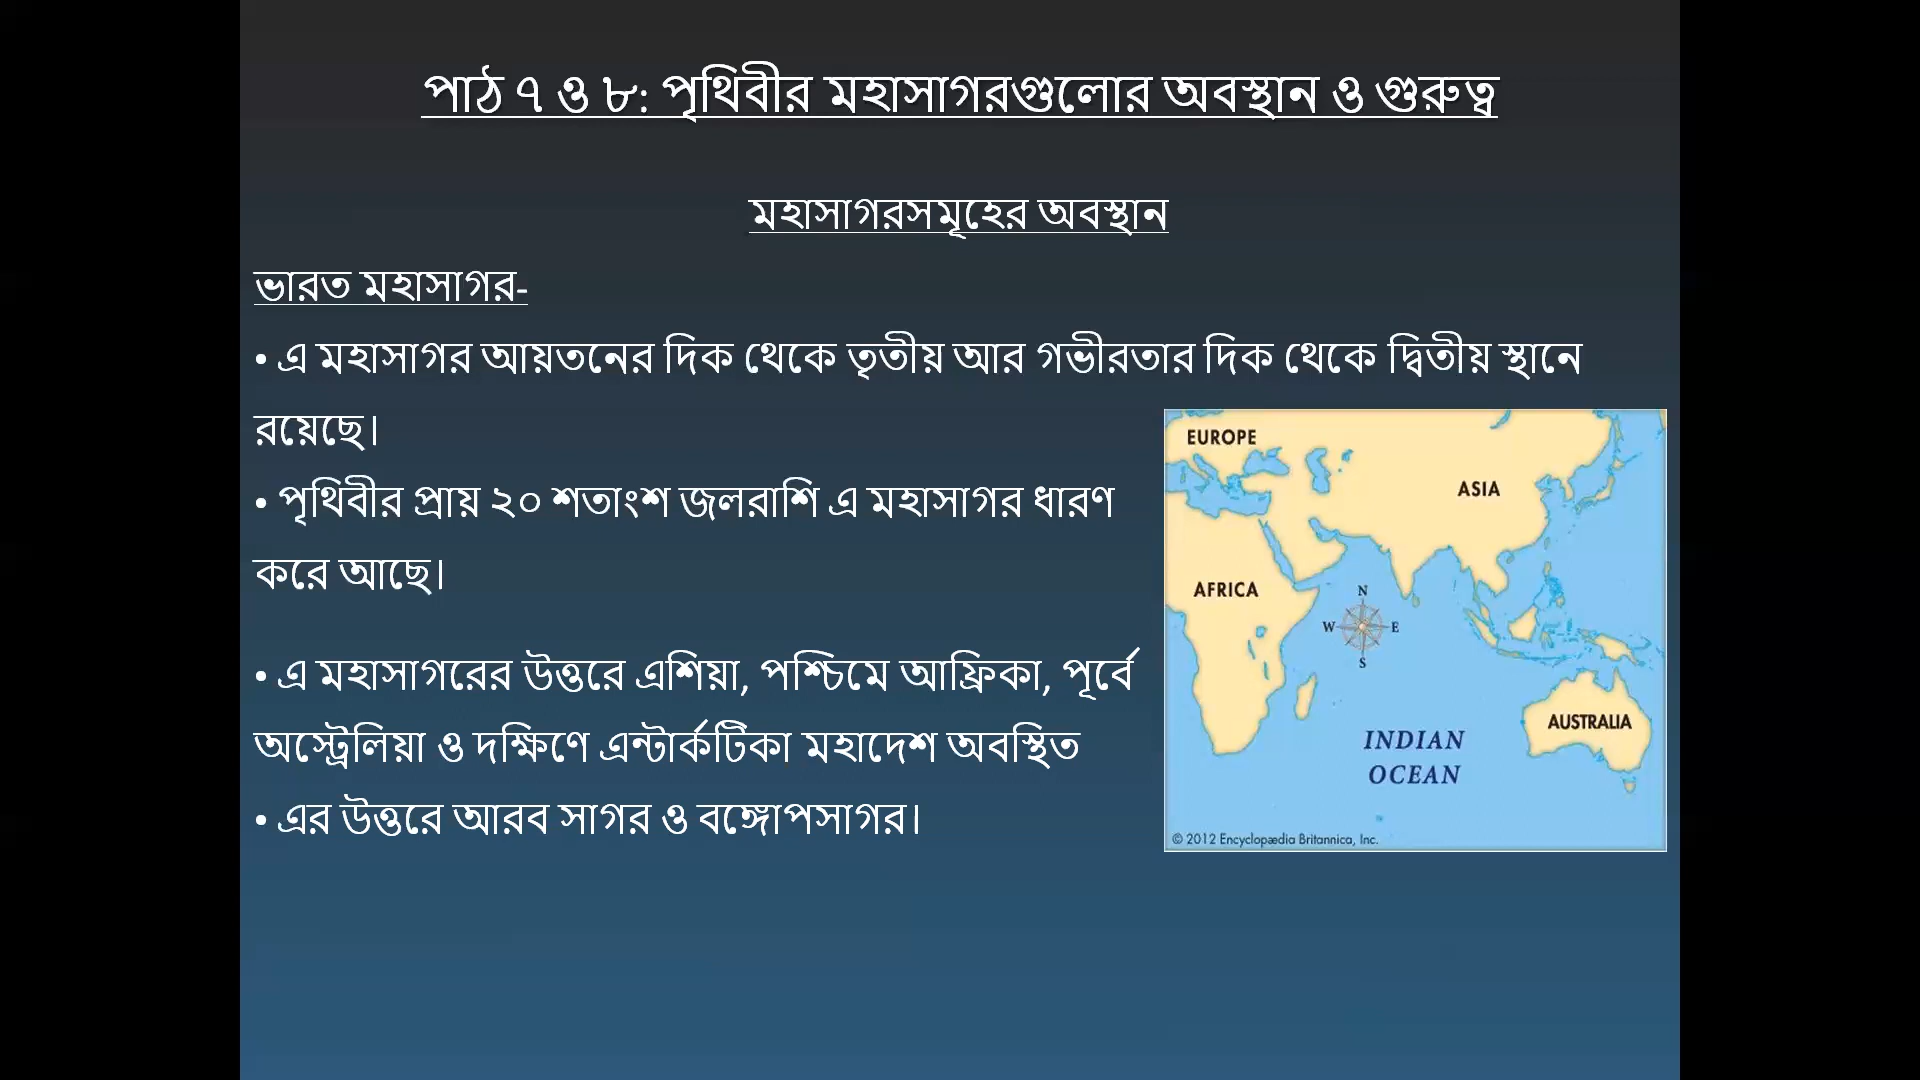 পাঠ ৭ ও ৮: পৃথিবীর মহাসাগরগুলোর অবস্থান ও গুরুত্ব
মহাসাগরসমূহের অবস্থান
ভারত মহাসাগর-
• এ মহাসাগর আয়তনের দিক থেকে তৃতীয় আর গভীরতার দিক থেকে দ্বিতীয় স্থানে
রয়েছে।
• পৃথিবীর প্রায় ২০ শতাংশ জলরাশি এ মহাসাগর ধারণ
করে আছে।
• এ মহাসাগরের উত্তরে এশিয়া, পশ্চিমে আফ্রিকা, পূর্বে
অস্ট্রেলিয়া ও দক্ষিণে এন্টার্কটিকা মহাদেশ অবস্থিত
• এর উত্তরে আরব সাগর ও বঙ্গোপসাগর।
EUROPE
ASIA
AFRICA
N
W E
S
AUSTRALIA
INDIAN
OCEAN
© 2012 Encyclopædia Britannica, Inc.